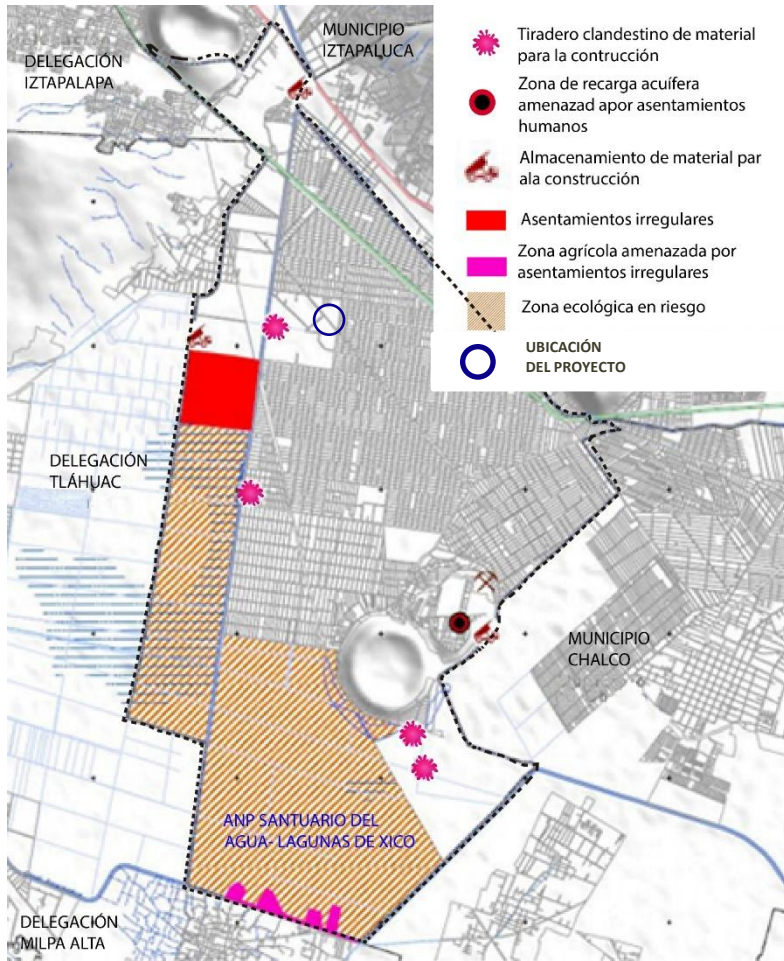 DELEGACIÓN
IZTAPALAPA
MUNICIPIO
IZTAPALUCA
Tiradero clandestino de material
para la contrucción
Zona de recarga acuífera
amenazad apor asentamientos
humanos
Almacenamiento de material par
ala construcción
Asentamientos irregulares
Zona agrícola amenazada por
asentamientos irregulares
Zona ecológica en riesgo
UBICACIÓN
DEL PROYECTO
DELEGACIÓN
TLÁHUAC
MUNICIPIO
CHALCO
ANP SANTUARIO DEL
AGUA- LAGUNAS DE XICO
DELEGACIÓN
MILPA ALTA